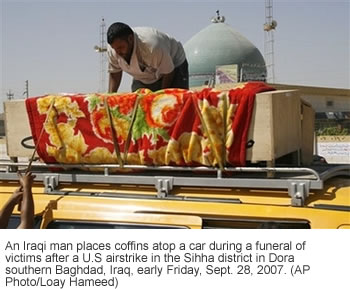 An Iraqi man places coffins atop a car during a funeral of
victims after a U.S airstrike in the Sihha district in Dora
southern Baghdad, Iraq, early Friday, Sept. 28, 2007. (AP
Photo/Loay Hameed)